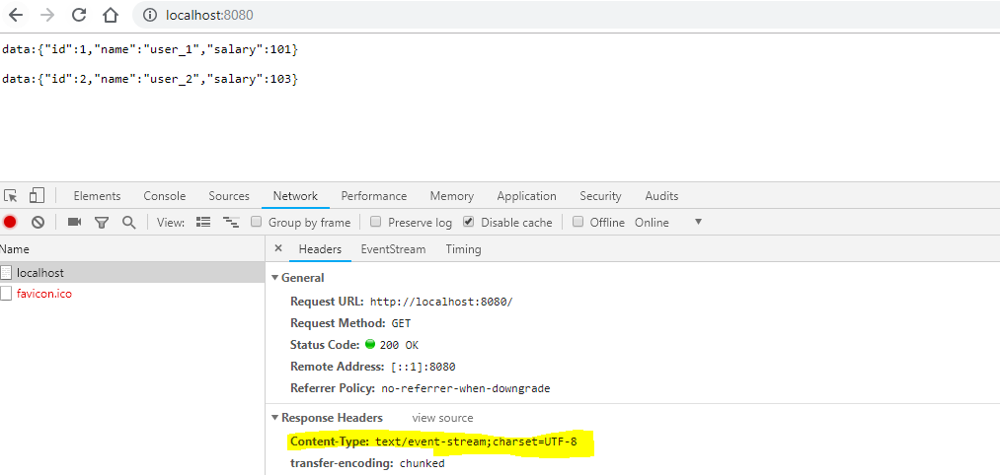 localhost:8080
data:{"id":1,"name":"user_1","salary":101}
data:{"id":2,"name":"user_2","salary":103}
Elements Console Sources Network Performance Memory Application Security Audits
View: Group by frame Preserve log Disable cache Offline Online
Name
× Headers EventStream Timing
localhost
favicon.ico
General
Request URL: http://localhost:8080/
Request Method: GET
Status Code: 200 OK
Remote Address: [::1]:8080
Referrer Policy: no-referrer-when-downgrade
Response Headers view source
Content-Type: text/event-stream;charset=UTF-8
transfer-encoding: chunked